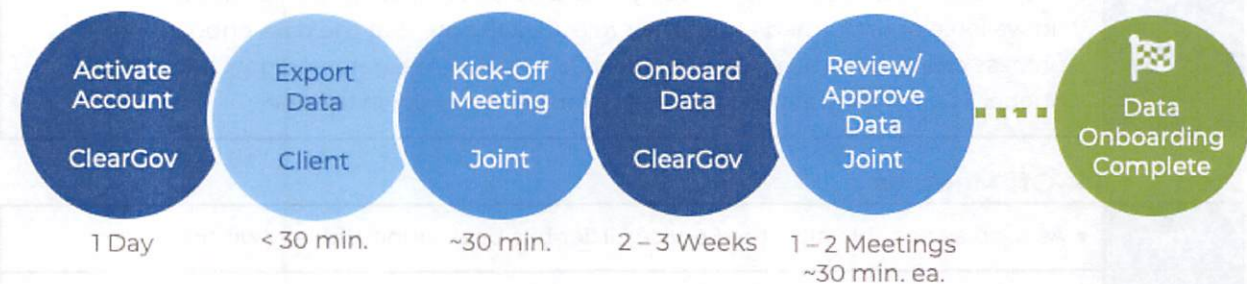 Activate
Account
ClearGov
1 Day
Export
Data
Client
< 30 min.
Kick-Off
Meeting
Joint
~30 min.
Onboard
Data
ClearGov
2 – 3 Weeks
Review/
Approve
Data
Joint
1 – 2 Meetings
~30 min. ea.
Data
Onboarding
Complete